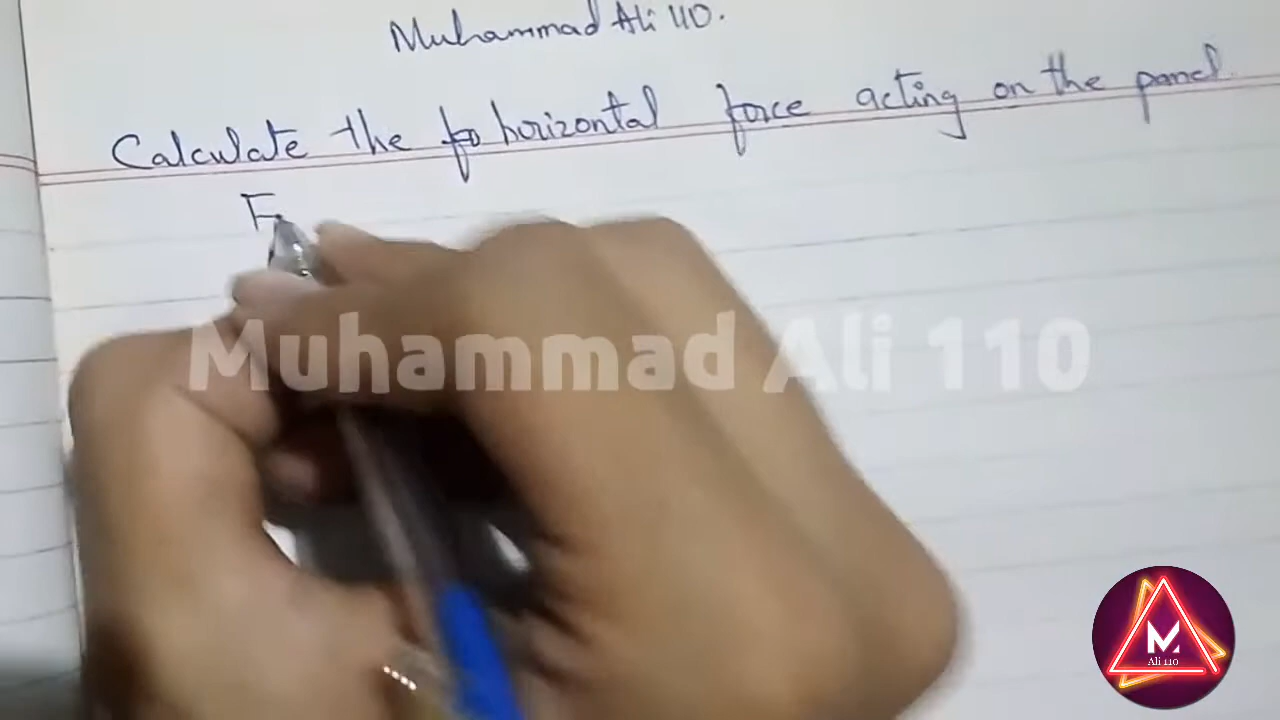 Muhammad Ali 110.
Calculate the fo horizontal force acting on the panel.
F
Muhammad Ali 110
M
Ali 110